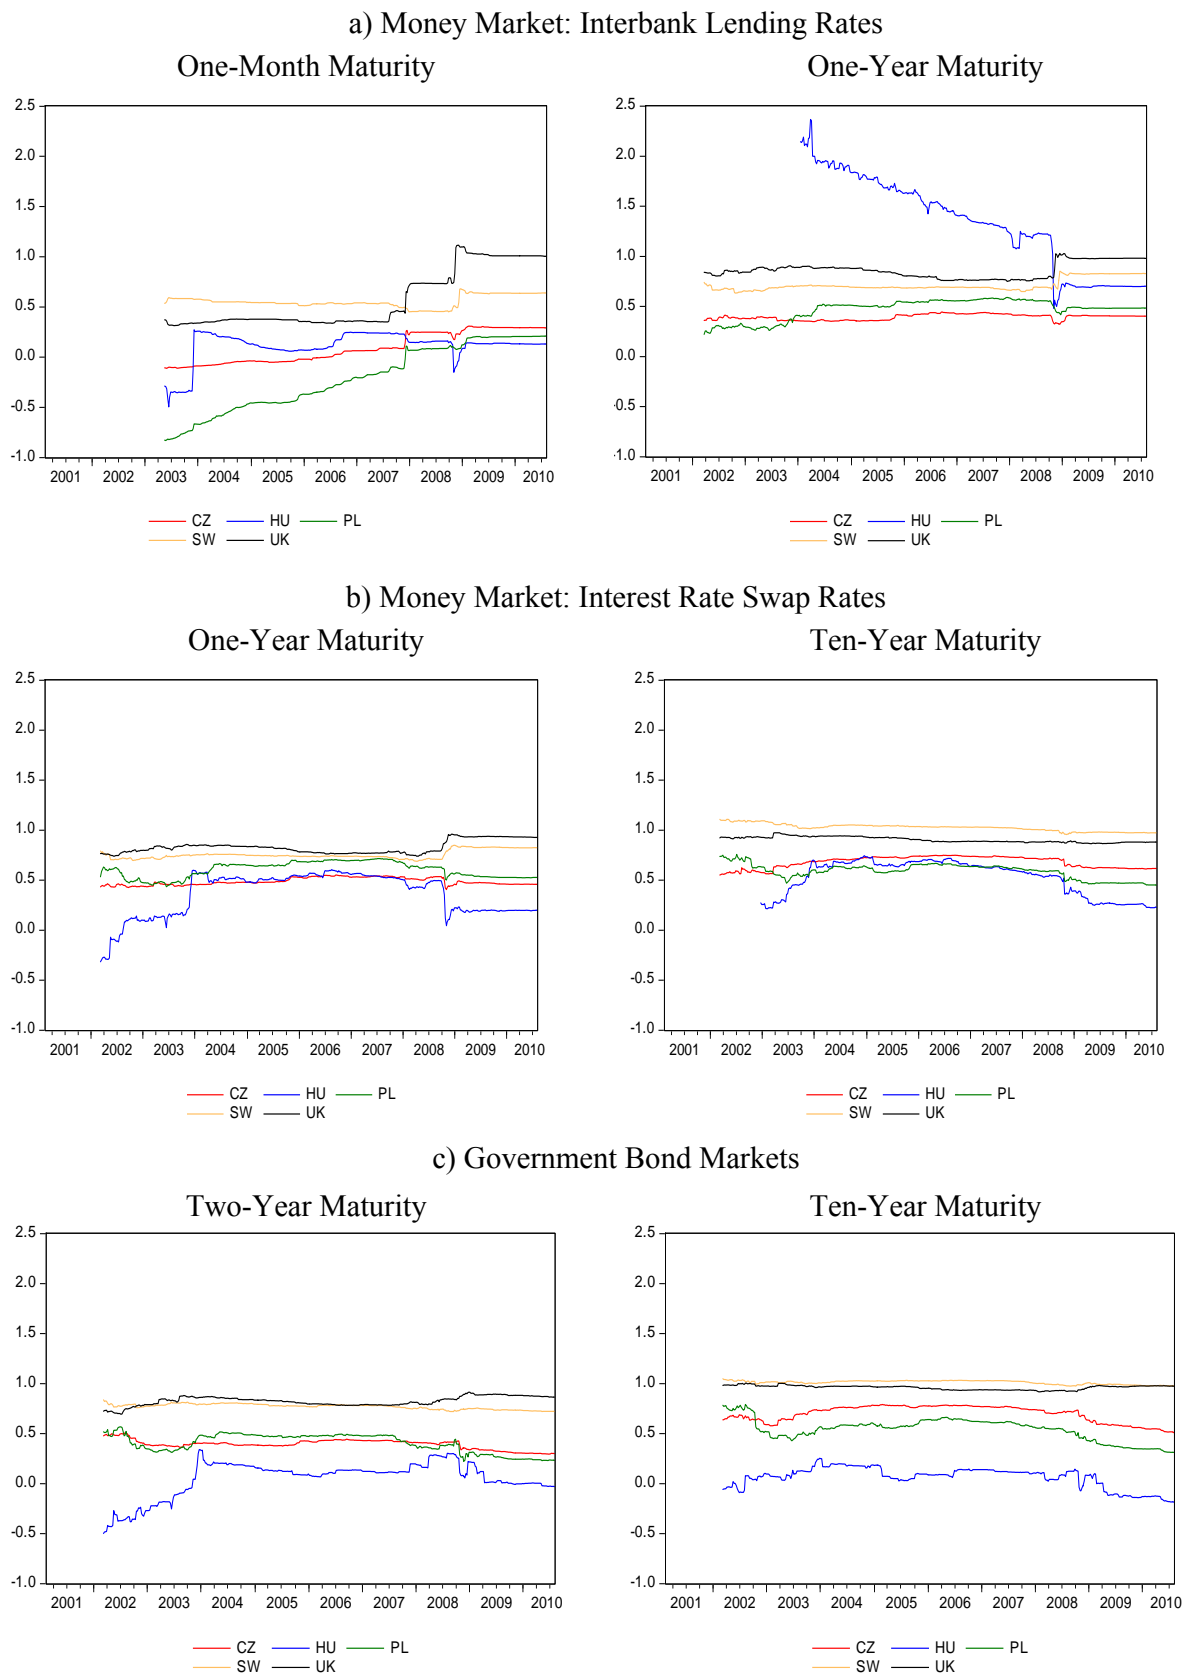 a) Money Market: Interbank Lending Rates
One-Month Maturity
One-Year Maturity
2.5
2.0
1.5
1.0
0.5
0.0
-0.5
-1.0
2001 2002 2003 2004 2005 2006 2007 2008 2009 2010
CZ HU PL
SW UK
2.5
2.0
1.5
1.0
0.5
0.0
-0.5
-1.0
2001 2002 2003 2004 2005 2006 2007 2008 2009 2010
CZ HU PL
SW UK
b) Money Market: Interest Rate Swap Rates
One-Year Maturity
Ten-Year Maturity
2.5
2.0
1.5
1.0
0.5
0.0
-0.5
-1.0
2001 2002 2003 2004 2005 2006 2007 2008 2009 2010
CZ HU PL
SW UK
2.5
2.0
1.5
1.0
0.5
0.0
-0.5
-1.0
2001 2002 2003 2004 2005 2006 2007 2008 2009 2010
CZ HU PL
SW UK
c) Government Bond Markets
Two-Year Maturity
Ten-Year Maturity
2.5
2.0
1.5
1.0
0.5
0.0
-0.5
-1.0
2001 2002 2003 2004 2005 2006 2007 2008 2009 2010
CZ HU PL
SW UK
2.5
2.0
1.5
1.0
0.5
0.0
-0.5
-1.0
2001 2002 2003 2004 2005 2006 2007 2008 2009 2010
CZ HU PL
SW UK